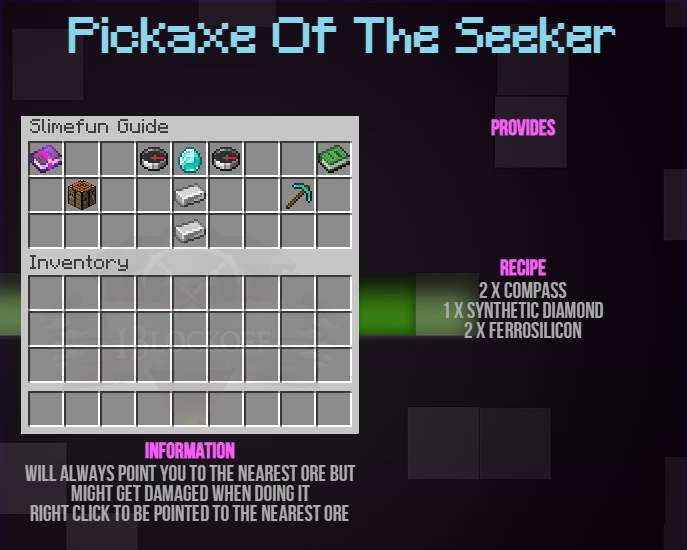 Pickaxe Of The Seeker
Slimefun Guide
PROVIDES
Inventory
RECIPE
2 X COMPASS
1 X SYNTHETIC DIAMOND
2 X FERROSILICON
IBLOCKOFF
INFORMATION
WILL ALWAYS POINT YOU TO THE NEAREST ORE BUT
MIGHT GET DAMAGED WHEN DOING IT
RIGHT CLICK TO BE POINTED TO THE NEAREST ORE